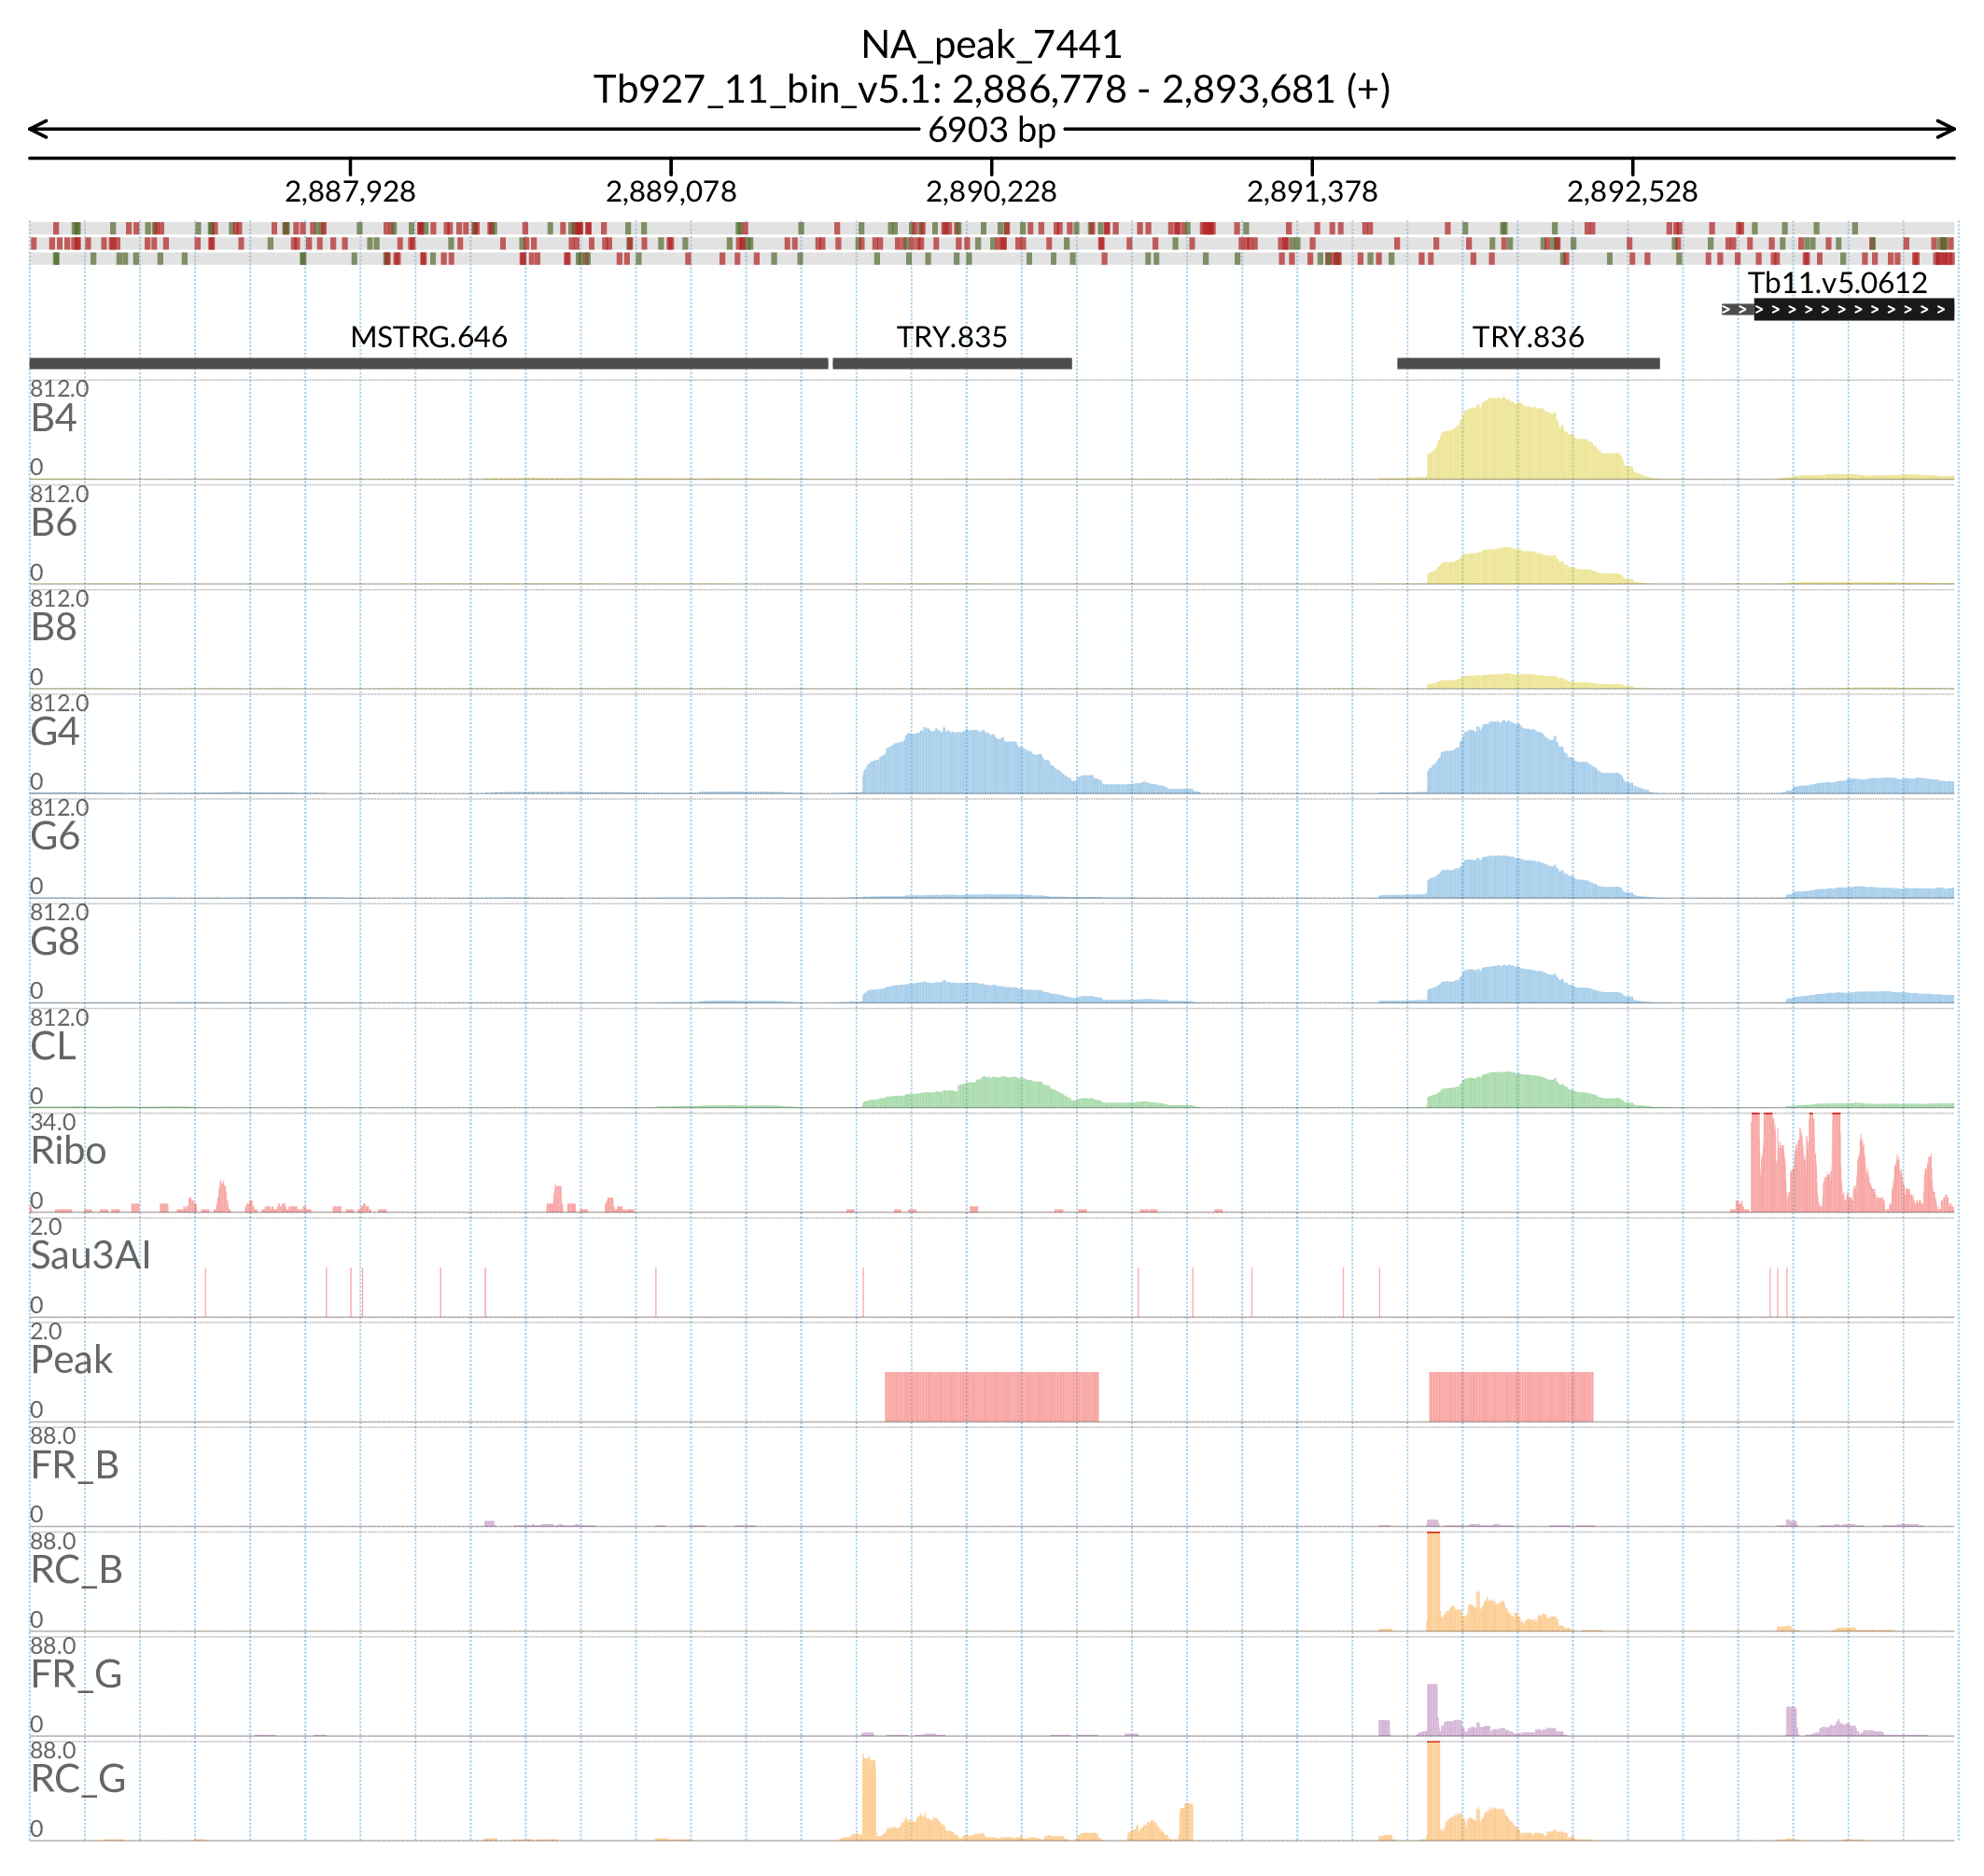 NA_peak_7441
Tb927_11_bin_v5.1: 2,886,778 - 2,893,681 (+)
6903 bp
2,887,928 2,889,078 2,890,228 2,891,378 2,892,528
Tb11.v5.0612
MSTRG.646 TRY.835 TRY.836
812.0
B4
0
812.0
B6
0
812.0
B8
0
812.0
G4
0
812.0
G6
0
812.0
G8
0
812.0
CL
0
34.0
Ribo
0
2.0
Sau3AI
0
2.0
Peak
0
88.0
FR_B
0
88.0
RC_B
0
88.0
FR_G
0
88.0
RC_G
0